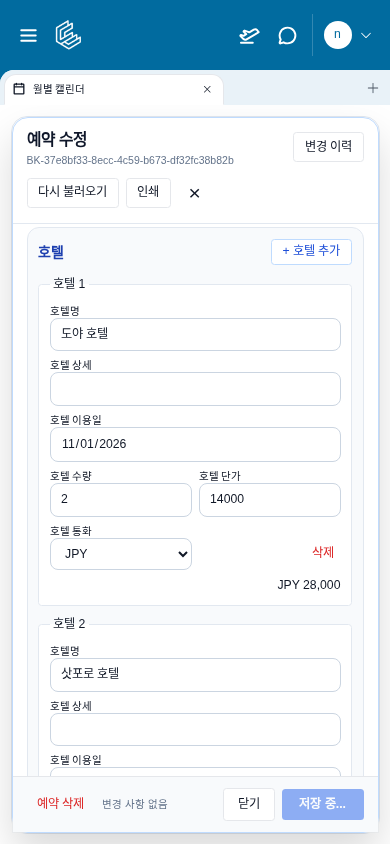 n
월별 캘린더
예약 수정
변경 이력
BK-37e8bf33-8ecc-4c59-b673-df32fc38b82b
다시 불러오기
인쇄
호텔
+ 호텔 추가
호텔 1
호텔명
도야 호텔
호텔 상세
호텔 이용일
11/01/2026
호텔 수량
호텔 단가
2
14000
호텔 통화
JPY
삭제
JPY 28,000
호텔 2
호텔명
삿포로 호텔
호텔 상세
호텔 이용일
예약 삭제
변경 사항 없음
닫기
저장 중...